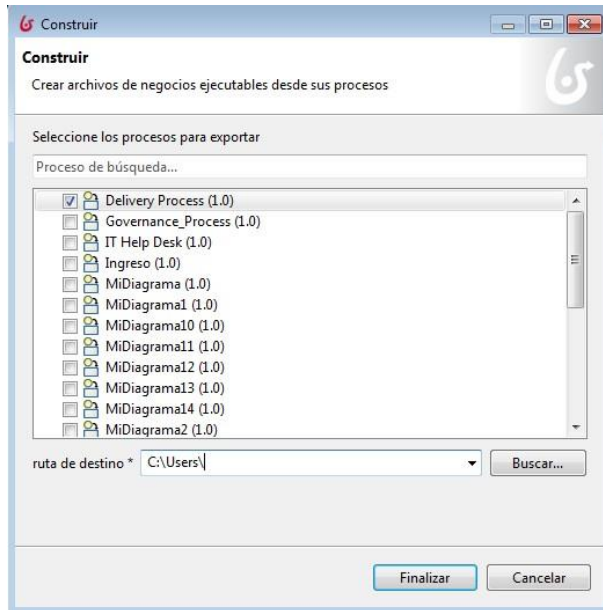 Construir
Construir
Crear archivos de negocios ejecutables desde sus procesos
Seleccione los procesos para exportar
Proceso de búsqueda...
Delivery Process (1.0)
Governance_Process (1.0)
IT Help Desk (1.0)
Ingreso (1.0)
MiDiagrama (1.0)
MiDiagrama1 (1.0)
MiDiagrama10 (1.0)
MiDiagrama11 (1.0)
MiDiagrama12 (1.0)
MiDiagrama13 (1.0)
MiDiagrama14 (1.0)
MiDiagrama2 (1.0)
ruta de destino * C:\Users\ Buscar...
Finalizar Cancelar